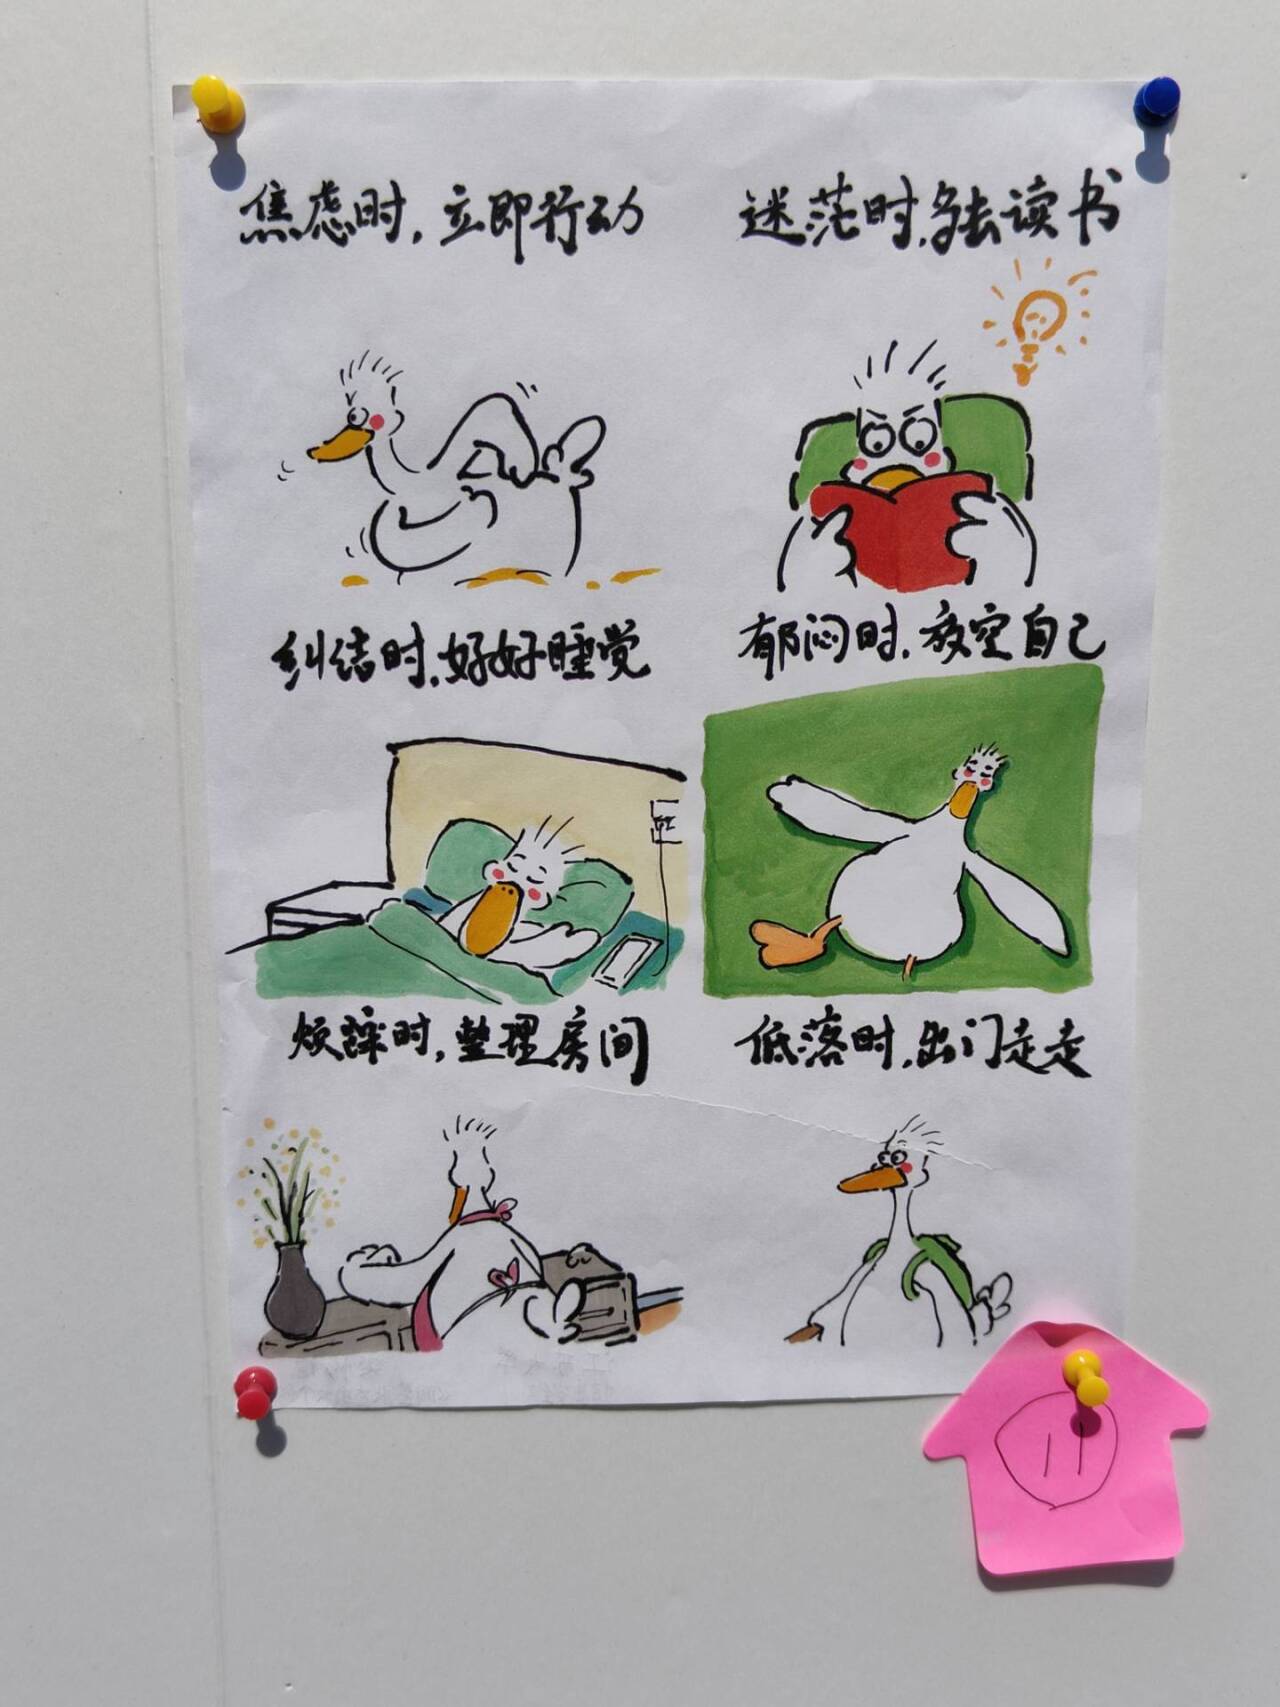 焦虑时,立即行动
迷茫时,多去读书
纠结时,好好睡觉
郁闷时,放空自己
烦躁时,整理房间
低落时,出门走走
11